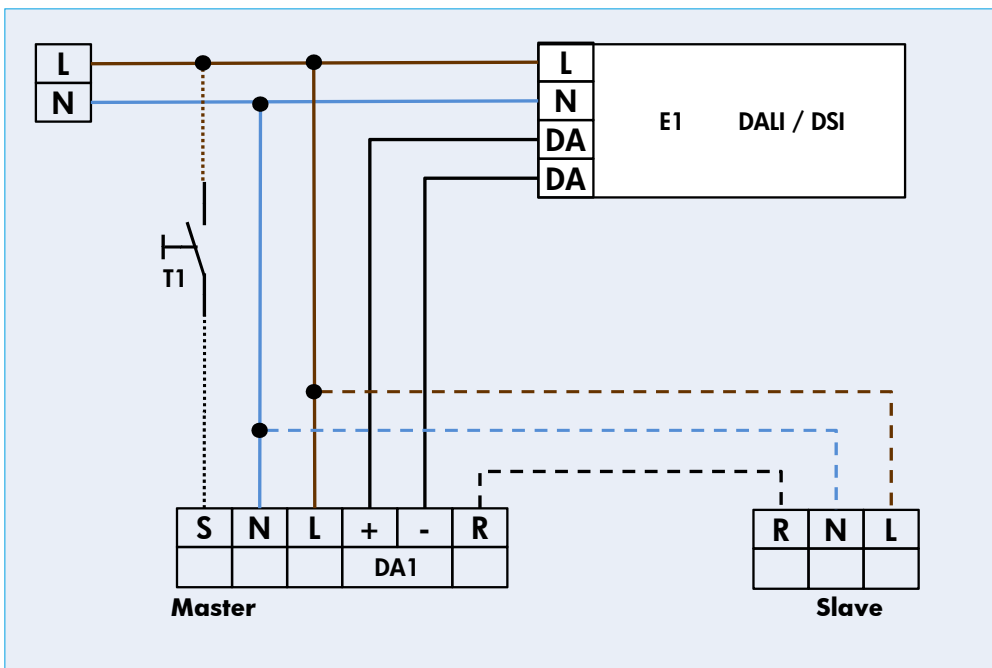 L
N
L
N
DA
DA
E1 DALI / DSI
T1
S N L + - R
DA1
Master
R N L
Slave